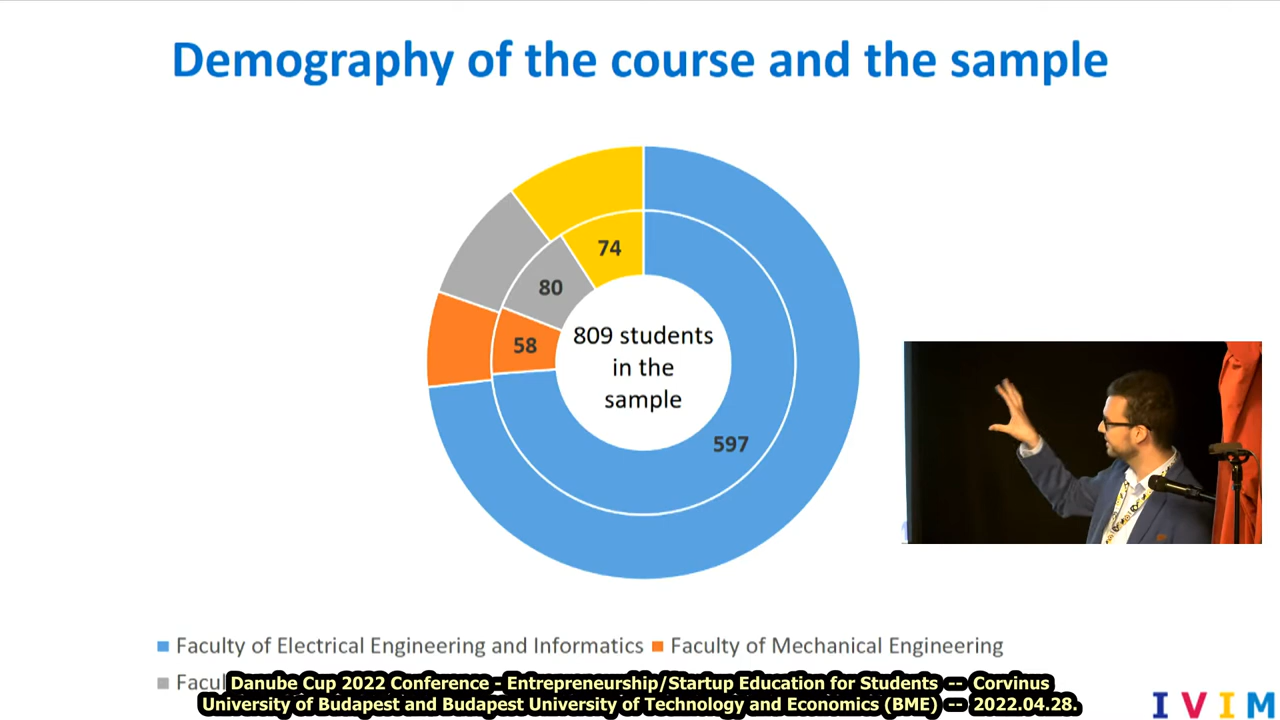 Demography of the course and the sample
74
80
58
809 students
in the
sample
597
Faculty of Electrical Engineering and Informatics
Faculty of Mechanical Engineering
Danube Cup 2022 Conference - Entrepreneurship/Startup Education for Students -- Corvinus
University of Budapest and Budapest University of Technology and Economics (BME) -- 2022.04.28.
IVIM